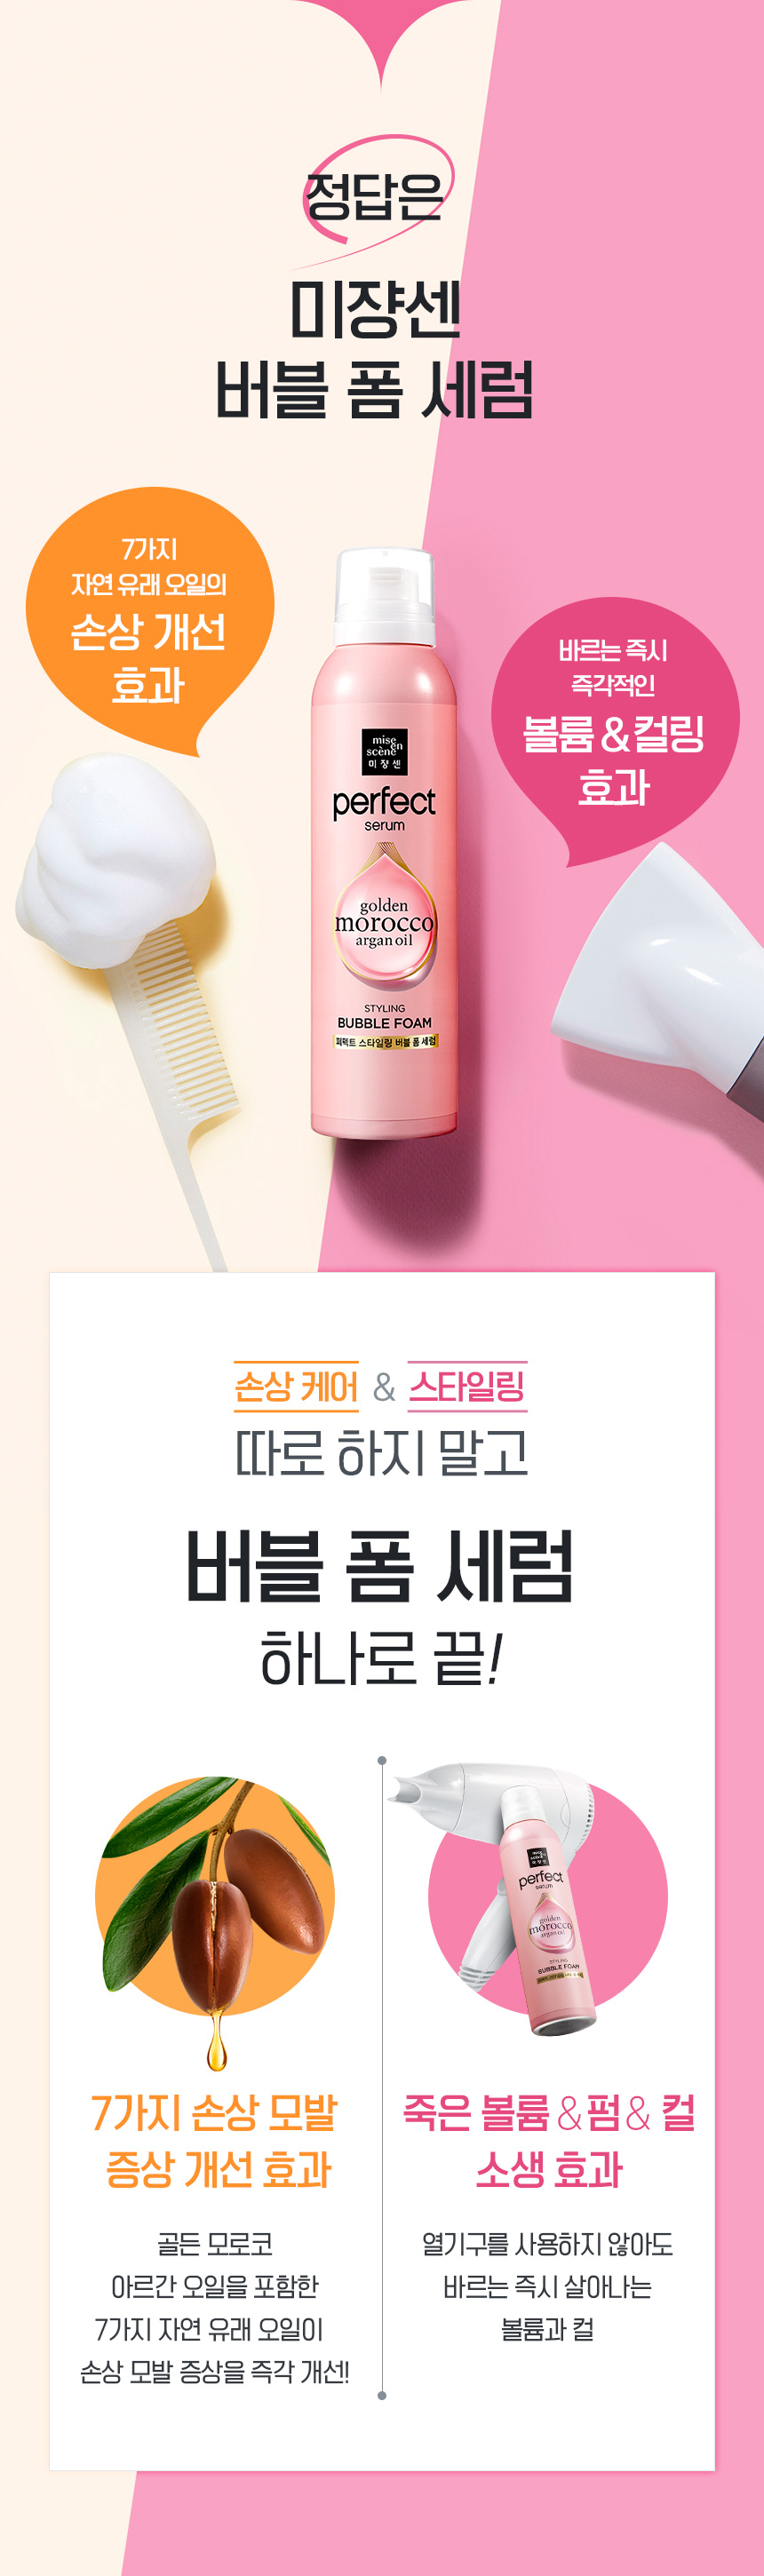 정답은
미쟝센
버블 폼 세럼
7가지
자연 유래 오일의
손상 개선
효과
바르는 즉시
즉각적인
볼륨 & 컬링
효과
mise
en
scène
미쟝센
perfect
serum
golden
morocco
argan oil
STYLING
BUBBLE FOAM
퍼펙트 스타일링 버블 폼 세럼
손상 케어 & 스타일링
따로 하지 말고
버블 폼 세럼
하나로 끝!
mise
en
scène
미쟝센
perfect
serum
golden
morocco
argan oil
STYLING
BUBBLE FOAM
7가지 손상 모발
증상 개선 효과
골든 모로코
아르간 오일을 포함한
7가지 자연 유래 오일이
손상 모발 증상을 즉각 개선!
죽은 볼륨 & 펌 & 컬
소생 효과
열기구를 사용하지 않아도
바르는 즉시 살아나는
볼륨과 컬